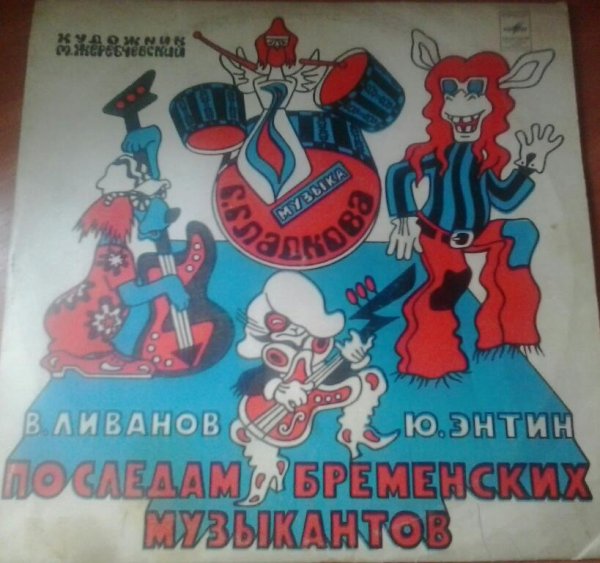 ХУДОЖНИК
М.ЖЕРЕБЧЕВСКИЙ
МУЗЫКА
Г.ГЛАДКОВА
В.ЛИВАНОВ
Ю.ЭНТИН
ПО СЛЕДАМ БРЕМЕНСКИХ
МУЗЫКАНТОВ